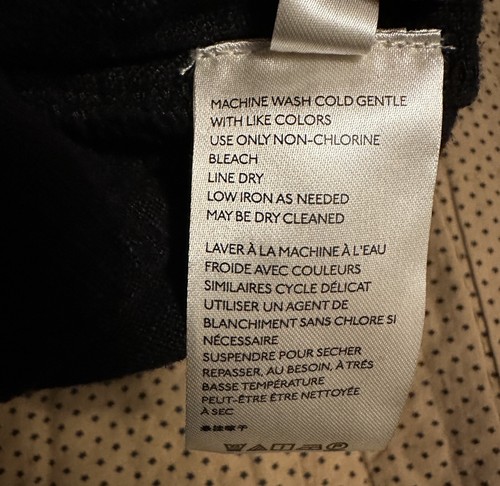 MACHINE WASH COLD GENTLE
WITH LIKE COLORS
USE ONLY NON-CHLORINE
BLEACH
LINE DRY
LOW IRON AS NEEDED
MAY BE DRY CLEANED
LAVER À LA MACHINE À L'EAU
FROIDE AVEC COULEURS
SIMILAIRES CYCLE DÉLICAT
UTILISER UN AGENT DE
BLANCHIMENT SANS CHLORE SI
NÉCESSAIRE
SUSPENDRE POUR SECHER
REPASSER, AU BESOIN, À TRÉS
BASSE TEMPÉRATURE
PEUT-ÊTRE ÊTRE NETTOYÉE
À SEC